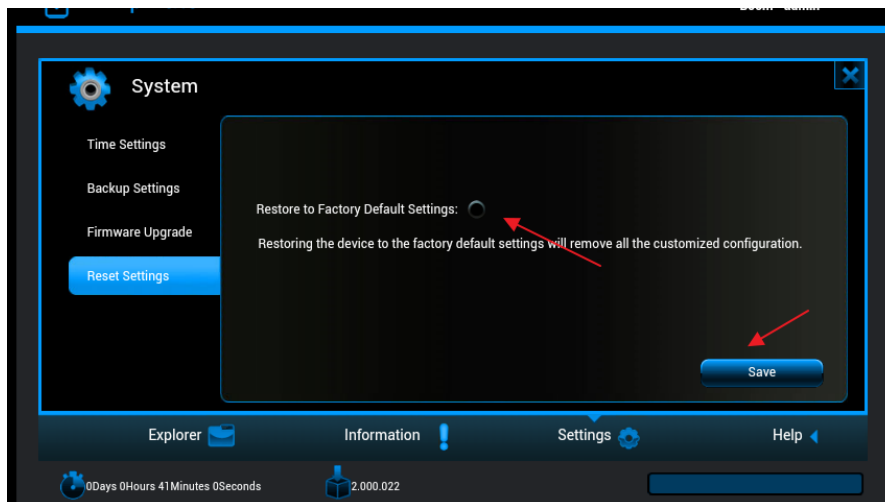 System
Time Settings
Backup Settings
Firmware Upgrade
Reset Settings
Restore to Factory Default Settings:
Restoring the device to the factory default settings will remove all the customized configuration.
Save
Explorer
Information
Settings
Help
0Days 0Hours 41Minutes 0Seconds
2.000.022